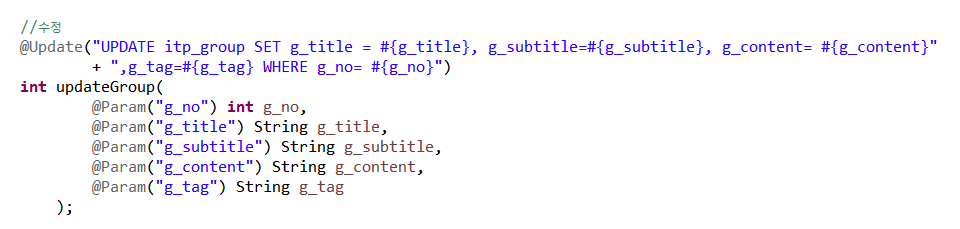 //수정
@Update("UPDATE itp_group SET g_title = #{g_title}, g_subtitle=#{g_subtitle}, g_content= #{g_content}"
+ ",g_tag=#{g_tag} WHERE g_no= #{g_no}")
int updateGroup(
@Param("g_no") int g_no,
@Param("g_title") String g_title,
@Param("g_subtitle") String g_subtitle,
@Param("g_content") String g_content,
@Param("g_tag") String g_tag
);